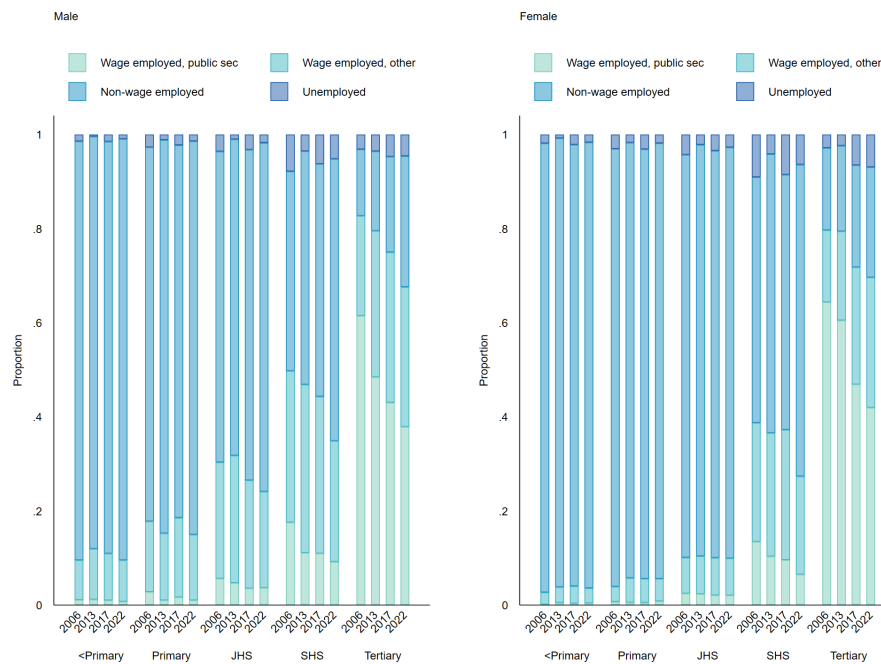 Male
Wage employed, public sec
Wage employed, other
Non-wage employed
Unemployed
Proportion
1
.8
.6
.4
.2
0
2006 2013 2017 2022 2006 2013 2017 2022 2006 2013 2017 2022 2006 2013 2017 2022 2006 2013 2017 2022
<Primary Primary JHS SHS Tertiary
Female
Wage employed, public sec
Wage employed, other
Non-wage employed
Unemployed
Proportion
1
.8
.6
.4
.2
0
2006 2013 2017 2022 2006 2013 2017 2022 2006 2013 2017 2022 2006 2013 2017 2022 2006 2013 2017 2022
<Primary Primary JHS SHS Tertiary